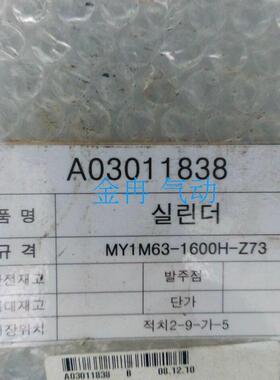 A03011838
金冉 气动
품 명 실린더
규 격 MY1M63-1600H-Z73
전재고 발주점
대재고 단가
장위치 적치2-9-가-5
A03011838 B 08.12.10